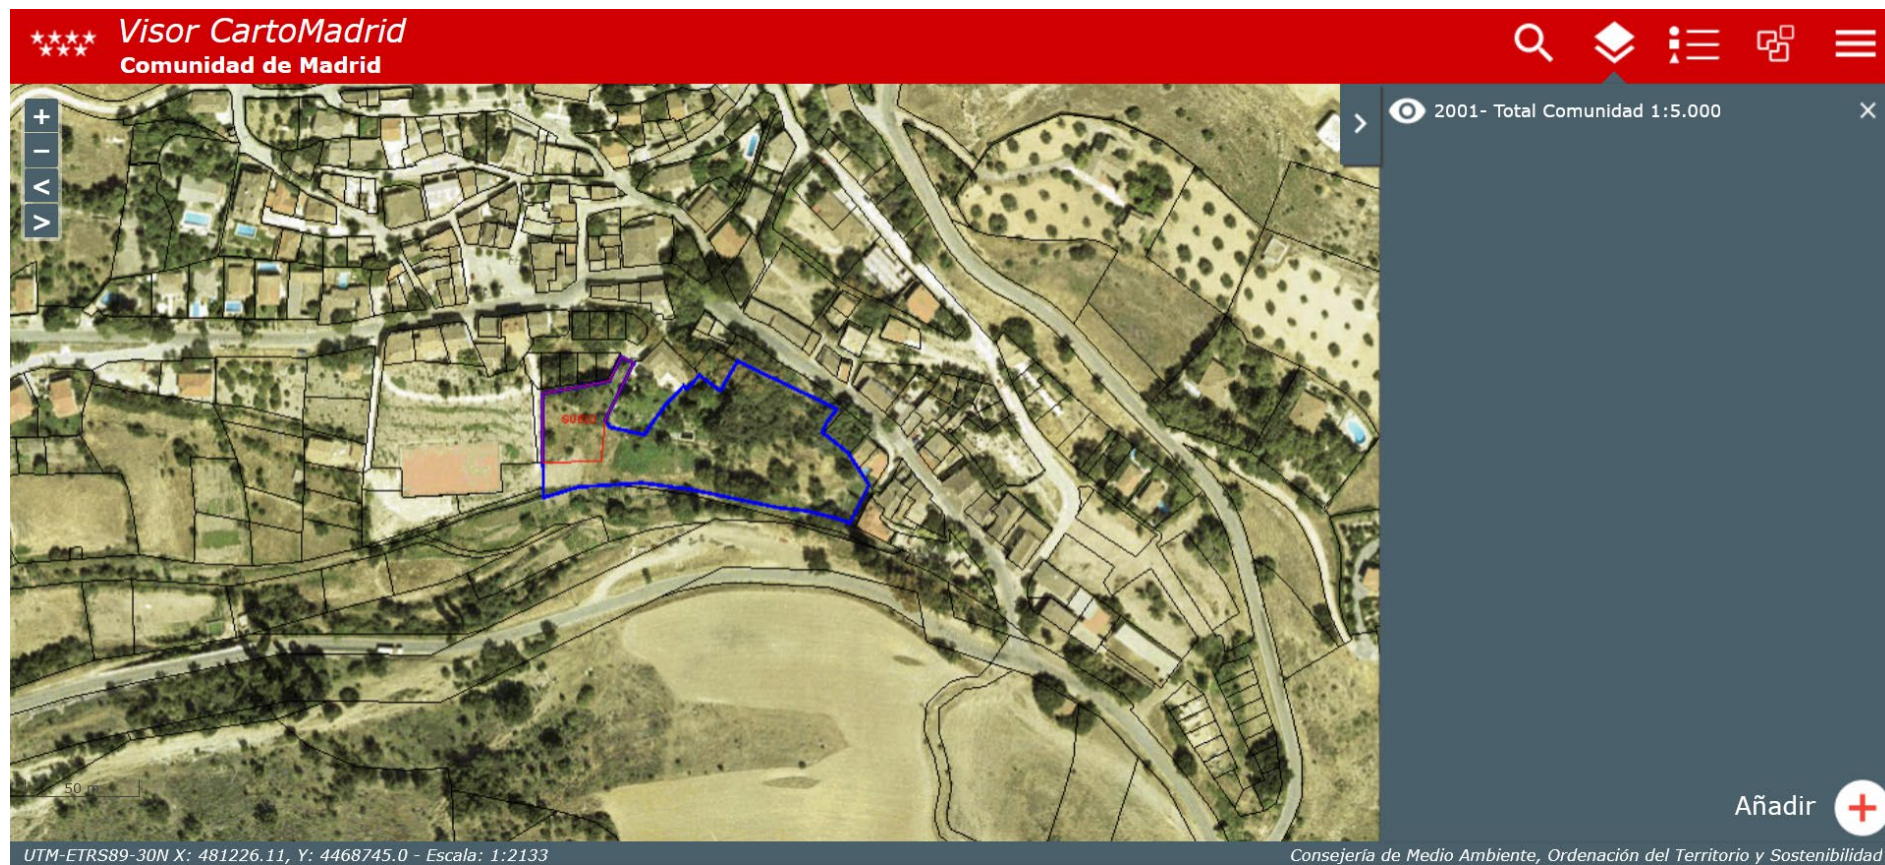 Visor CartoMadrid
Comunidad de Madrid
2001- Total Comunidad 1:5.000
SUELO
50 m
Añadir
UTM-ETRS89-30N X: 481226.11, Y: 4468745.0 - Escala: 1:2133
Consejería de Medio Ambiente, Ordenación del Territorio y Sostenibilidad